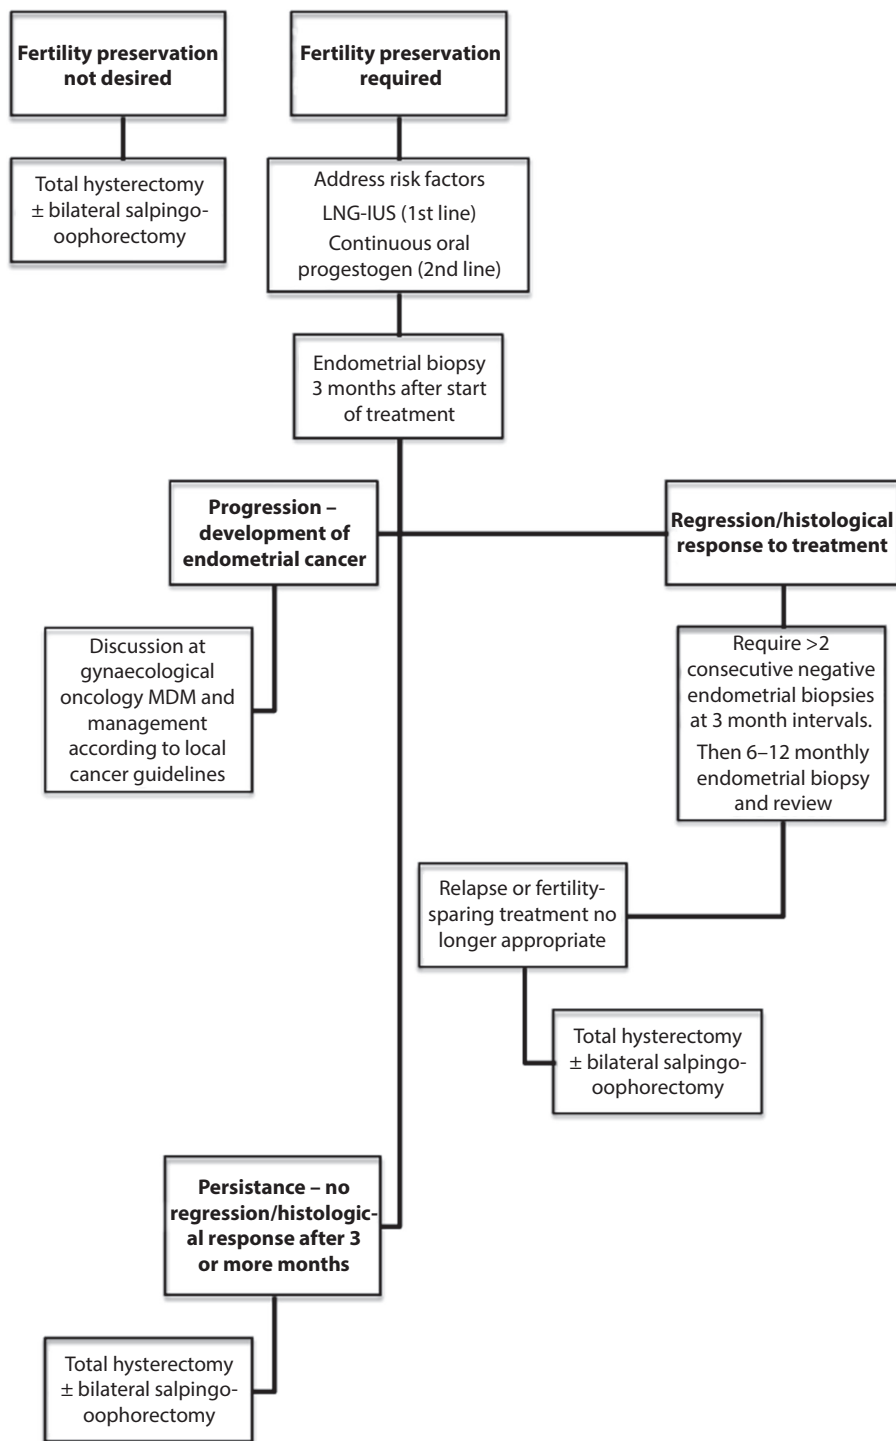 Fertility preservation
not desired
Fertility preservation
required
Total hysterectomy
± bilateral salpingo-
oophorectomy
Address risk factors
LNG-IUS (1st line)
Continuous oral
progestogen (2nd line)
Endometrial biopsy
3 months after start
of treatment
Progression –
development of
endometrial cancer
Regression/histological
response to treatment
Discussion at
gynaecological
oncology MDM and
management
according to local
cancer guidelines
Require >2
consecutive negative
endometrial biopsies
at 3 month intervals.
Then 6–12 monthly
endometrial biopsy
and review
Relapse or fertility-
sparing treatment no
longer appropriate
Total hysterectomy
± bilateral salpingo-
oophorectomy
Persistance – no
regression/histologic-
al response after 3
or more months
Total hysterectomy
± bilateral salpingo-
oophorectomy